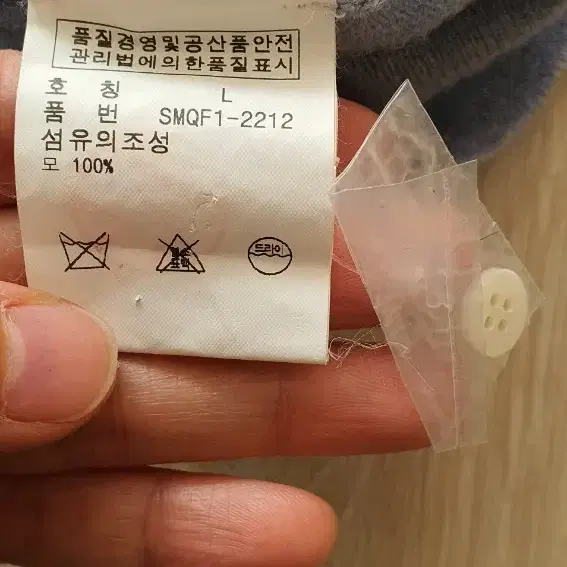 품질경영및공산품안전
관리법에의한품질표시
호 칭 L
품 번 SMQF1-2212
섬유의조성
모 100%
드라이